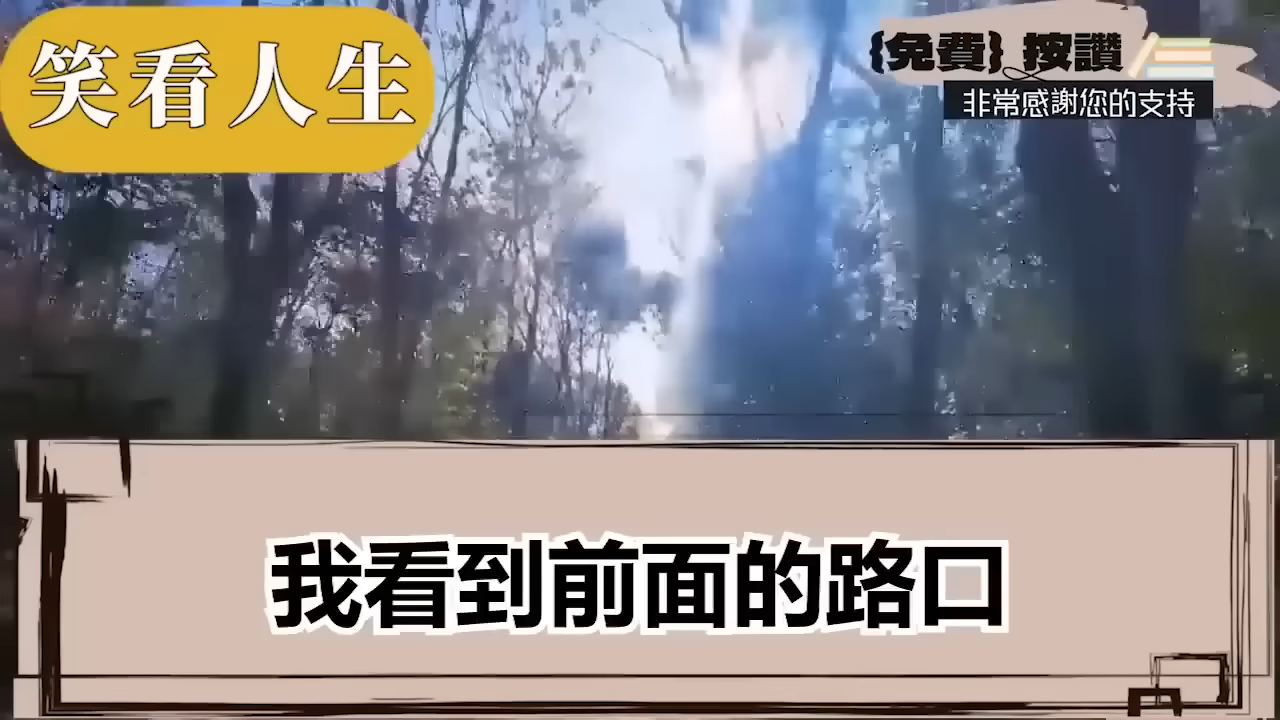 笑看人生
{免費} 按讚
非常感謝您的支持
我看到前面的路口